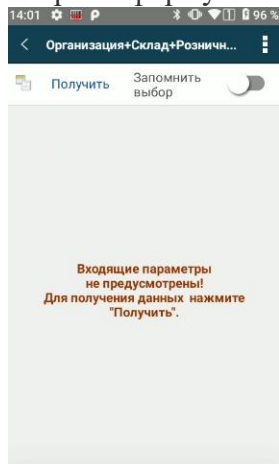 14:01 96 %
Организация+Склад+Розничн...
Получить Запомнить
выбор
Входящие параметры
не предусмотрены!
Для получения данных нажмите
"Получить".